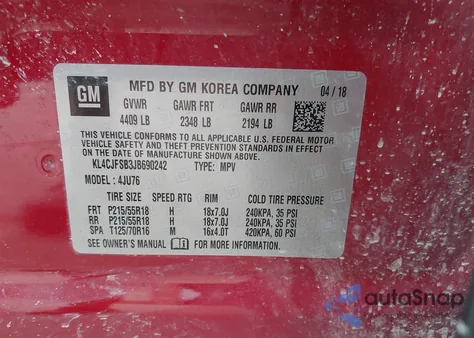 GM
MFD BY GM KOREA COMPANY 04 / 18
GVWR GAWR FRT GAWR RR
4409 LB 2348 LB 2194 LB
THIS VEHICLE CONFORMS TO ALL APPLICABLE U.S. FEDERAL MOTOR
VEHICLE SAFETY, BUMPER, AND THEFT PREVENTION STANDARDS IN
EFFECT ON THE DATE OF MANUFACTURE SHOWN ABOVE.
KL4CJFSB3JB690242 TYPE: MPV
MODEL: 4JU76
TIRE SIZE SPEED RTG RIM COLD TIRE PRESSURE
FRT P215/55R18 H 18x7.0J 240KPA, 35 PSI
RR P215/55R18 H 18x7.0J 240KPA, 35 PSI
SPA T125/70R16 M 16x4.0T 420KPA, 60 PSI
SEE OWNER'S MANUAL FOR MORE INFORMATION.
autoSnap
POWERED BY